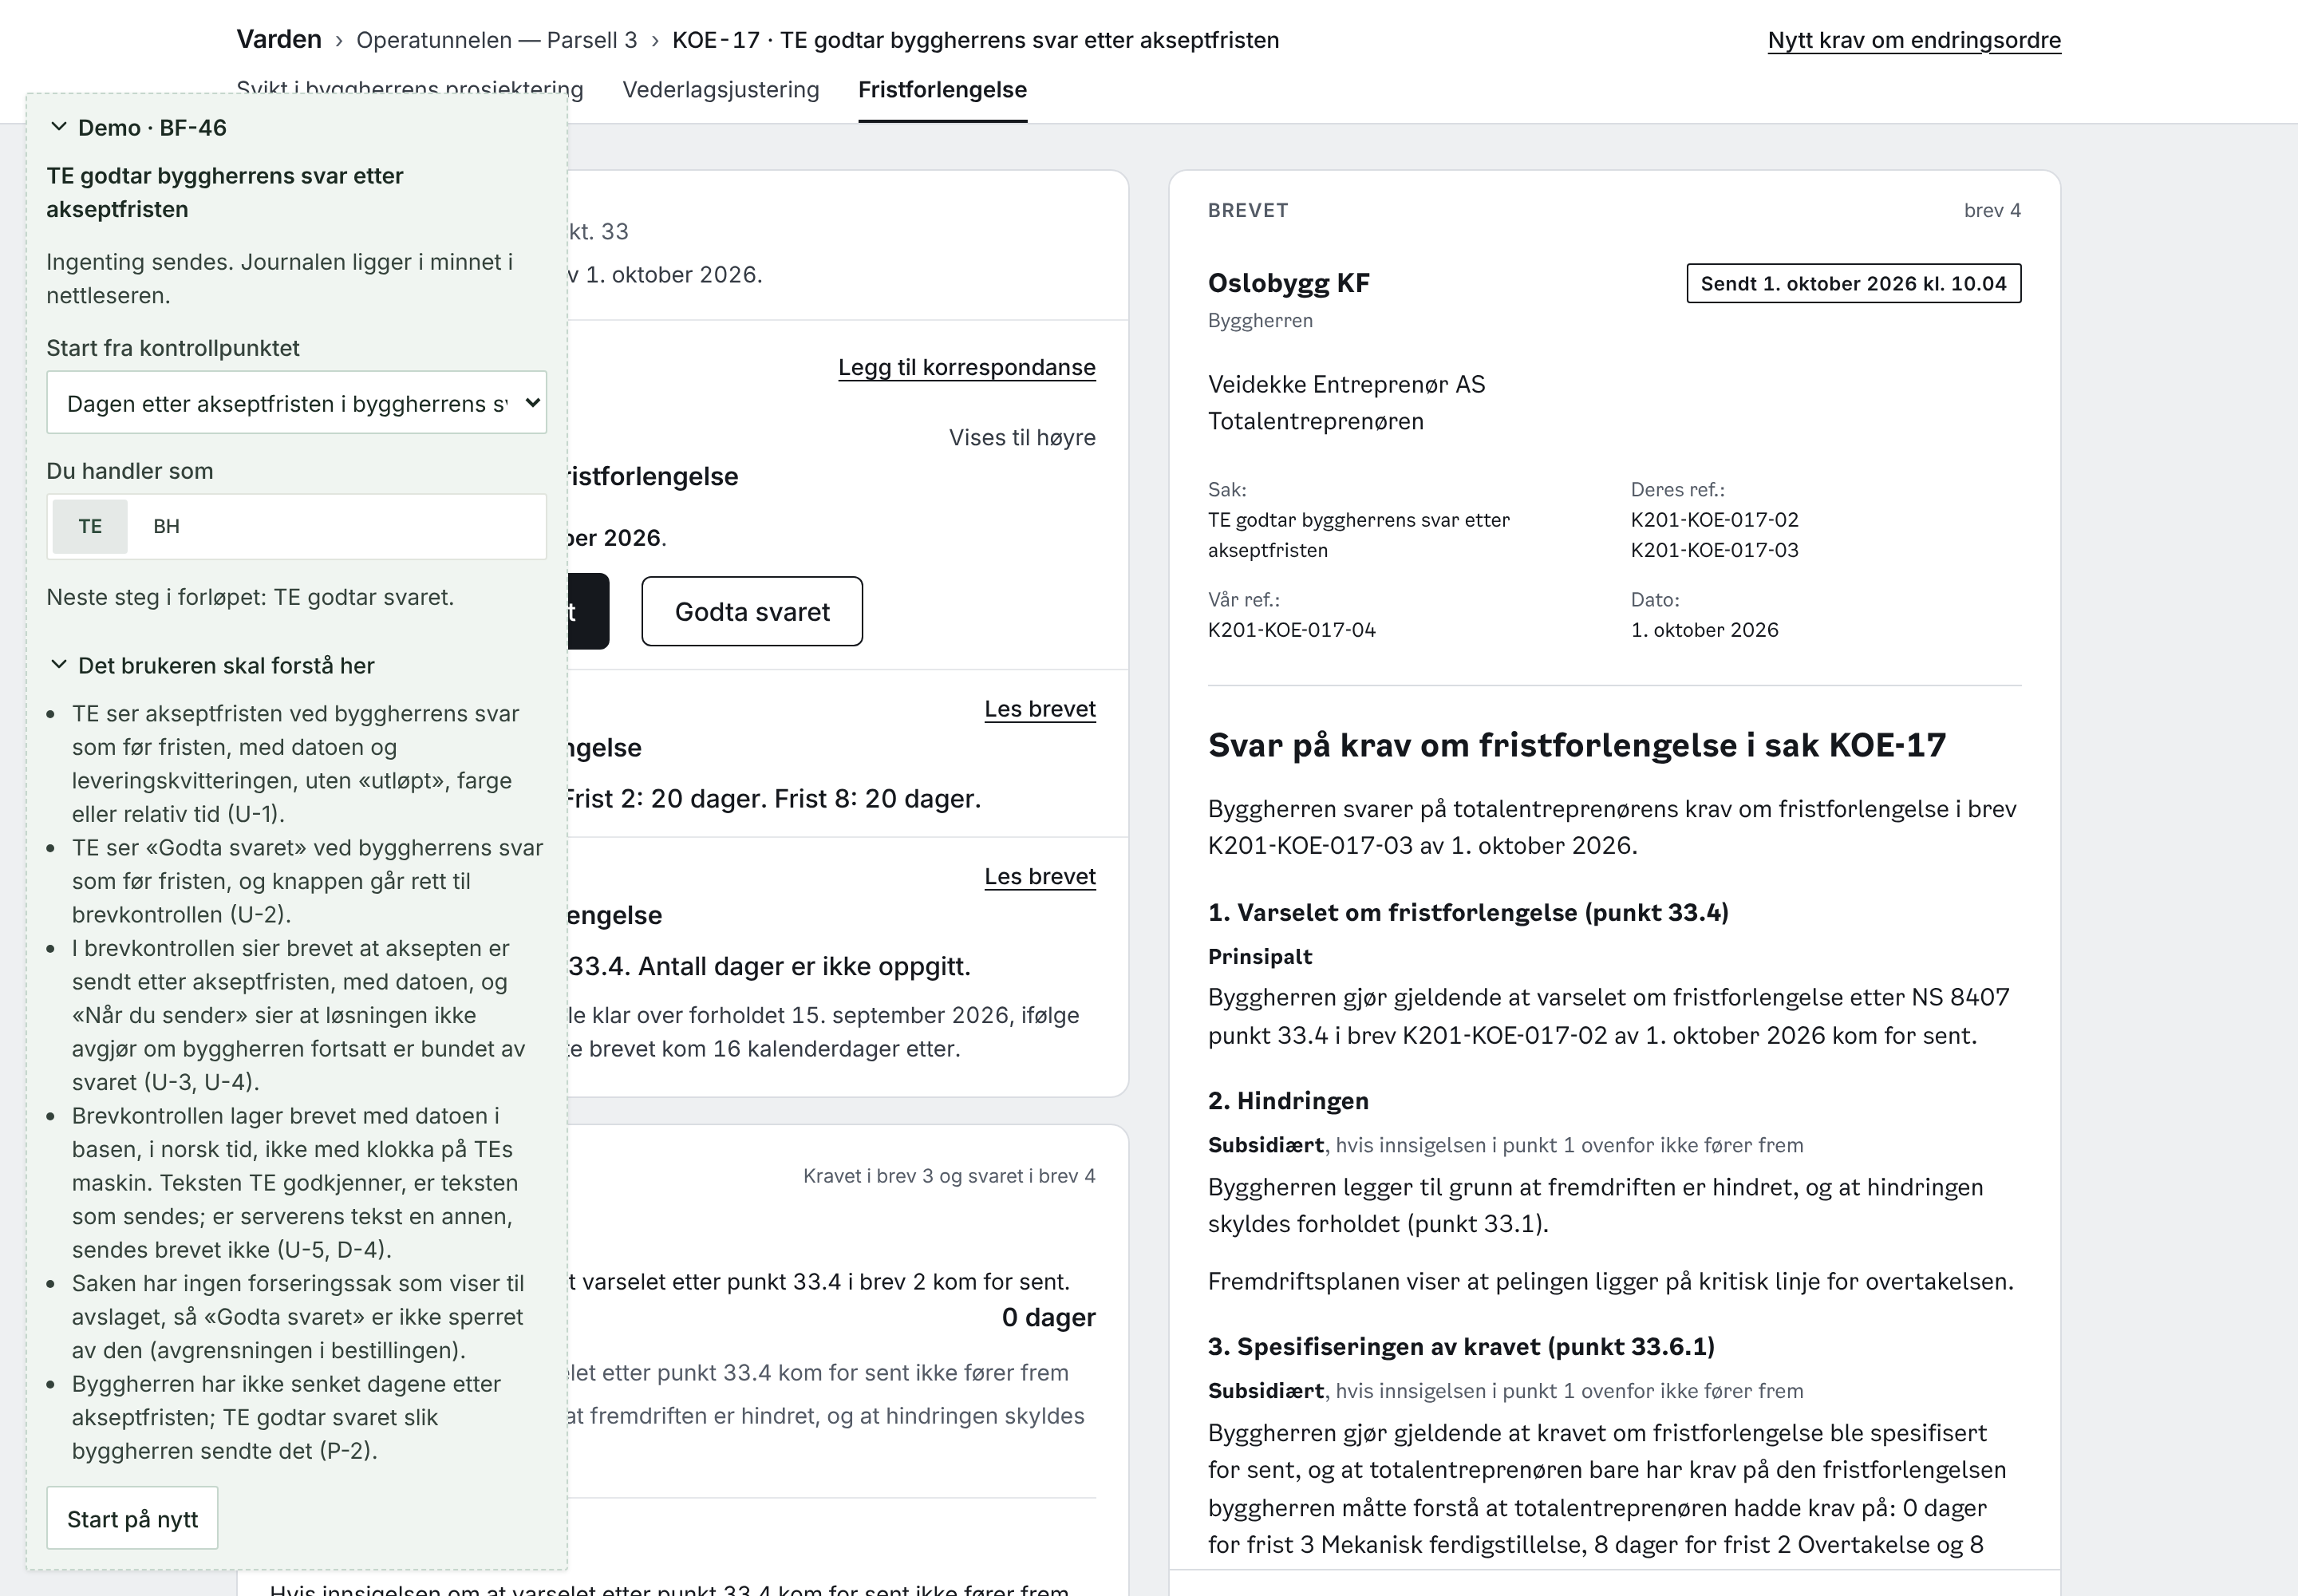 Varden › Operatunnelen — Parsell 3 › KOE-17 · TE godtar byggherrens svar etter akseptfristen
Nytt krav om endringsordre
Svikt i byggherrens prosjektering
Vederlagsjustering
Fristforlengelse
Demo · BF-46
TE godtar byggherrens svar etter
akseptfristen
Ingenting sendes. Journalen ligger i minnet i
nettleseren.
Start fra kontrollpunktet
Dagen etter akseptfristen i byggherrens
Du handler som
TE
BH
Neste steg i forløpet: TE godtar svaret.
Det brukeren skal forstå her
• TE ser akseptfristen ved byggherrens svar
som før fristen, med datoen og
leveringskvitteringen, uten «utløpt», farge
eller relativ tid (U-1).
• TE ser «Godta svaret» ved byggherrens svar
som før fristen, og knappen går rett til
brevkontrollen (U-2).
• I brevkontrollen sier brevet at aksepten er
sendt etter akseptfristen, med datoen, og
«Når du sender» sier at løsningen ikke
avgjør om byggherren fortsatt er bundet av
svaret (U-3, U-4).
• Brevkontrollen lager brevet med datoen i
basen, i norsk tid, ikke med klokka på TEs
maskin. Teksten TE godkjenner, er teksten
som sendes; er serverens tekst en annen,
sendes brevet ikke (U-5, D-4).
• Saken har ingen forseringssak som viser til
avslaget, så «Godta svaret» er ikke sperret
av den (avgrensningen i bestillingen).
• Byggherren har ikke senket dagene etter
akseptfristen; TE godtar svaret slik
byggherren sendte det (P-2).
Start på nytt
kt. 33
v 1. oktober 2026.
Legg til korrespondanse
Vises til høyre
ristforlengelse
ber 2026.
t
Godta svaret
Les brevet
ngelse
Frist 2: 20 dager. Frist 8: 20 dager.
Les brevet
engelse
33.4. Antall dager er ikke oppgitt.
le klar over forholdet 15. september 2026, ifølge
te brevet kom 16 kalenderdager etter.
Kravet i brev 3 og svaret i brev 4
t varselet etter punkt 33.4 i brev 2 kom for sent.
0 dager
elet etter punkt 33.4 kom for sent ikke fører frem
at fremdriften er hindret, og at hindringen skyldes
Hvis innsigelsen om at varselet etter punkt 33.4 kom for sent ikke fører frem
BREVET
brev 4
Oslobygg KF
Sendt 1. oktober 2026 kl. 10.04
Byggherren
Veidekke Entreprenør AS
Totalentreprenøren
Sak:
TE godtar byggherrens svar etter
akseptfristen
Deres ref.:
K201-KOE-017-02
K201-KOE-017-03
Vår ref.:
K201-KOE-017-04
Dato:
1. oktober 2026
Svar på krav om fristforlengelse i sak KOE-17
Byggherren svarer på totalentreprenørens krav om fristforlengelse i brev
K201-KOE-017-03 av 1. oktober 2026.
1. Varselet om fristforlengelse (punkt 33.4)
Prinsipalt
Byggherren gjør gjeldende at varselet om fristforlengelse etter NS 8407
punkt 33.4 i brev K201-KOE-017-02 av 1. oktober 2026 kom for sent.
2. Hindringen
Subsidiært, hvis innsigelsen i punkt 1 ovenfor ikke fører frem
Byggherren legger til grunn at fremdriften er hindret, og at hindringen
skyldes forholdet (punkt 33.1).
Fremdriftsplanen viser at pelingen ligger på kritisk linje for overtakelsen.
3. Spesifiseringen av kravet (punkt 33.6.1)
Subsidiært, hvis innsigelsen i punkt 1 ovenfor ikke fører frem
Byggherren gjør gjeldende at kravet om fristforlengelse ble spesifisert
for sent, og at totalentreprenøren bare har krav på den fristforlengelsen
byggherren måtte forstå at totalentreprenøren hadde krav på: 0 dager
for frist 3 Mekanisk ferdigstillelse, 8 dager for frist 2 Overtakelse og 8